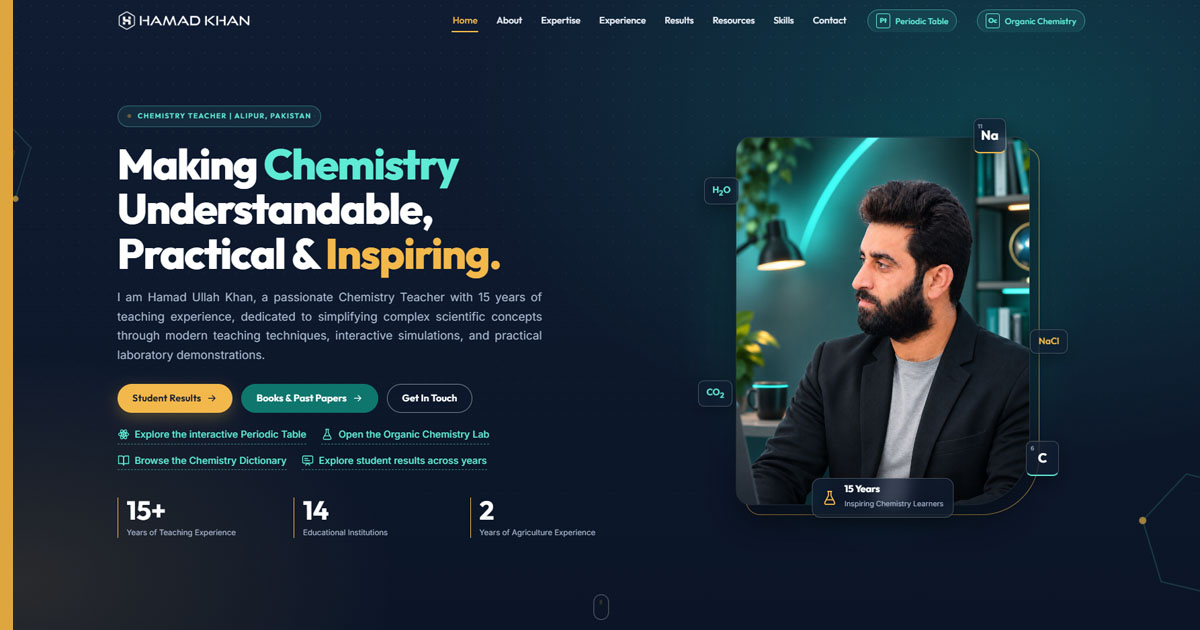 HAMAD KHAN
Home About Expertise Experience Results Resources Skills Contact Pt Periodic Table Oc Organic Chemistry
CHEMISTRY TEACHER | ALIPUR, PAKISTAN
Making Chemistry
Understandable,
Practical & Inspiring.
I am Hamad Ullah Khan, a passionate Chemistry Teacher with 15 years of
teaching experience, dedicated to simplifying complex scientific concepts
through modern teaching techniques, interactive simulations, and practical
laboratory demonstrations.
Student Results → Books & Past Papers → Get In Touch
Explore the interactive Periodic Table Open the Organic Chemistry Lab
Browse the Chemistry Dictionary Explore student results across years
15+ 14 2
Years of Teaching Experience Educational Institutions Years of Agriculture Experience
11
Na
H₂O
NaCl
CO₂
6
C
15 Years
Inspiring Chemistry Learners